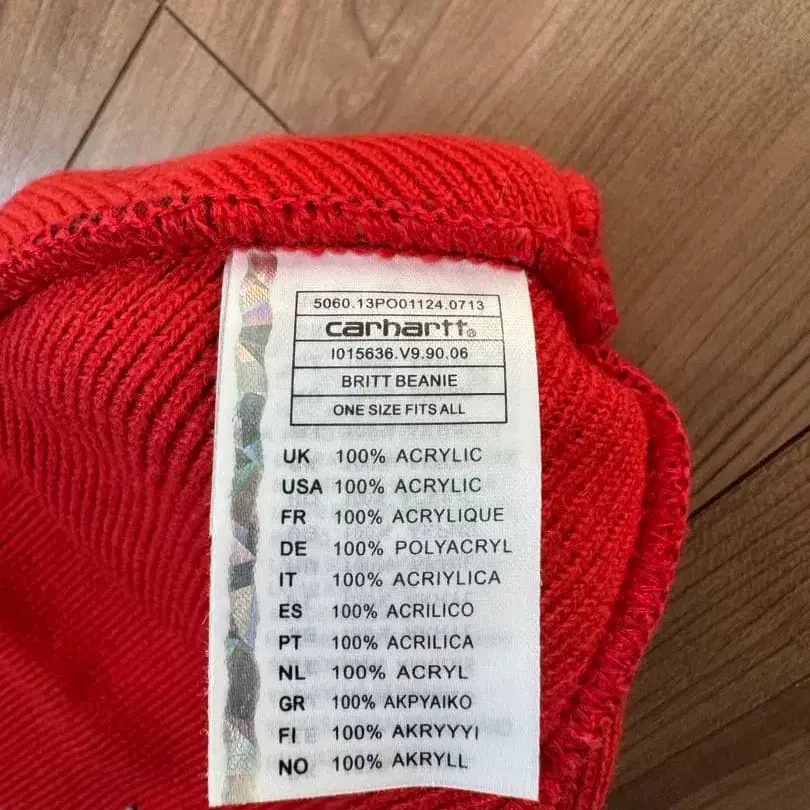 5060.13PO01124.0713
carhartt®
I015636.V9.90.06
BRITT BEANIE
ONE SIZE FITS ALL
UK 100% ACRYLIC
USA 100% ACRYLIC
FR 100% ACRYLIQUE
DE 100% POLYACRYL
IT 100% ACRIYLICA
ES 100% ACRILICO
PT 100% ACRILICA
NL 100% ACRYL
GR 100% AKPYAIKO
FI 100% AKRYYYI
NO 100% AKRYLL